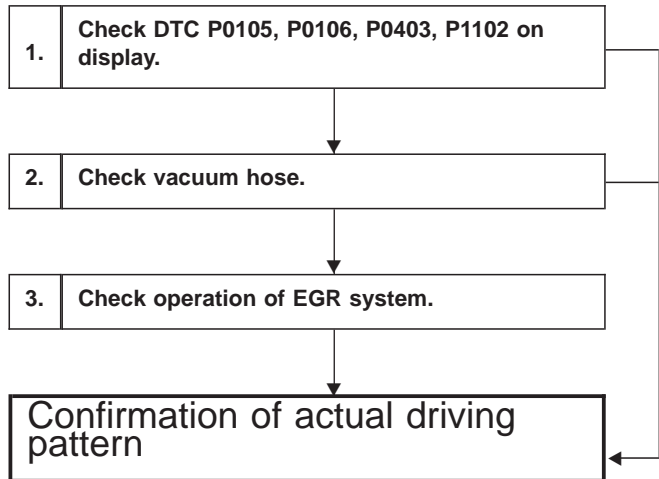 1.
Check DTC P0105, P0106, P0403, P1102 on
display.
2.
Check vacuum hose.
3.
Check operation of EGR system.
Confirmation of actual driving
pattern